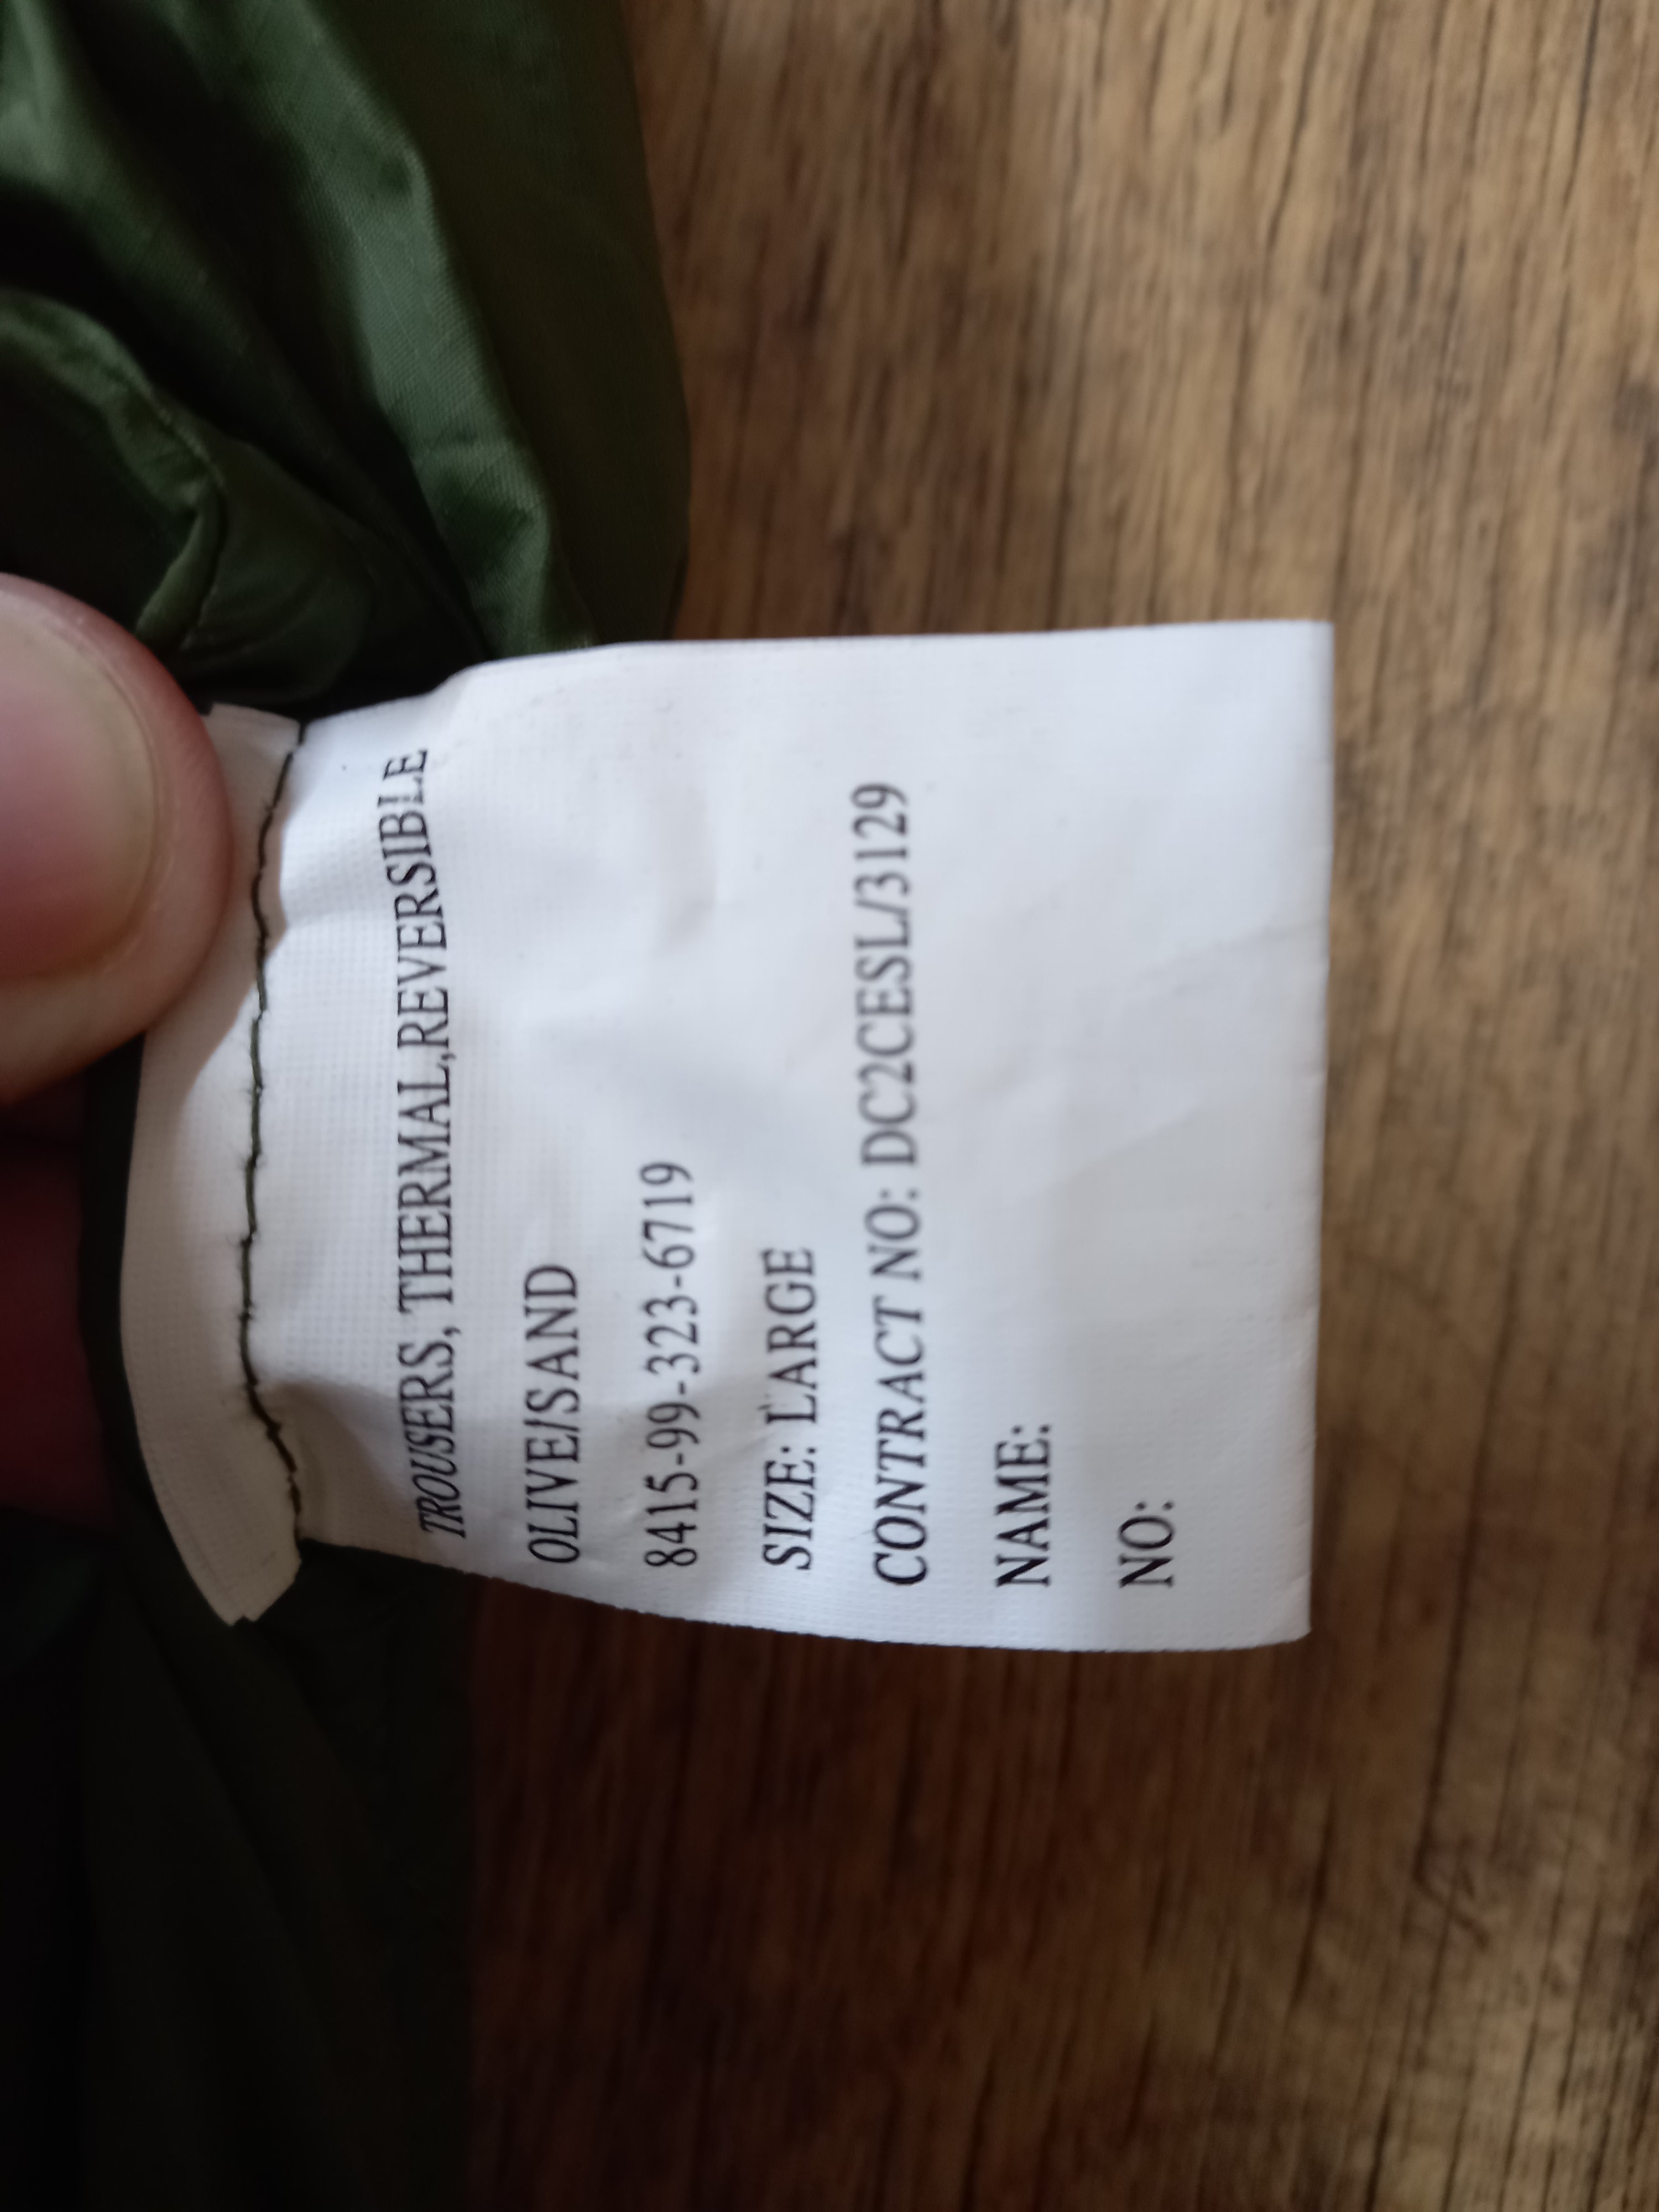 TROUSERS, THERMAL,REVERSIBLE
OLIVE/SAND
8415-99-323-6719
SIZE: LARGE
CONTRACT NO: DC2CESL/3129
NAME:
NO: